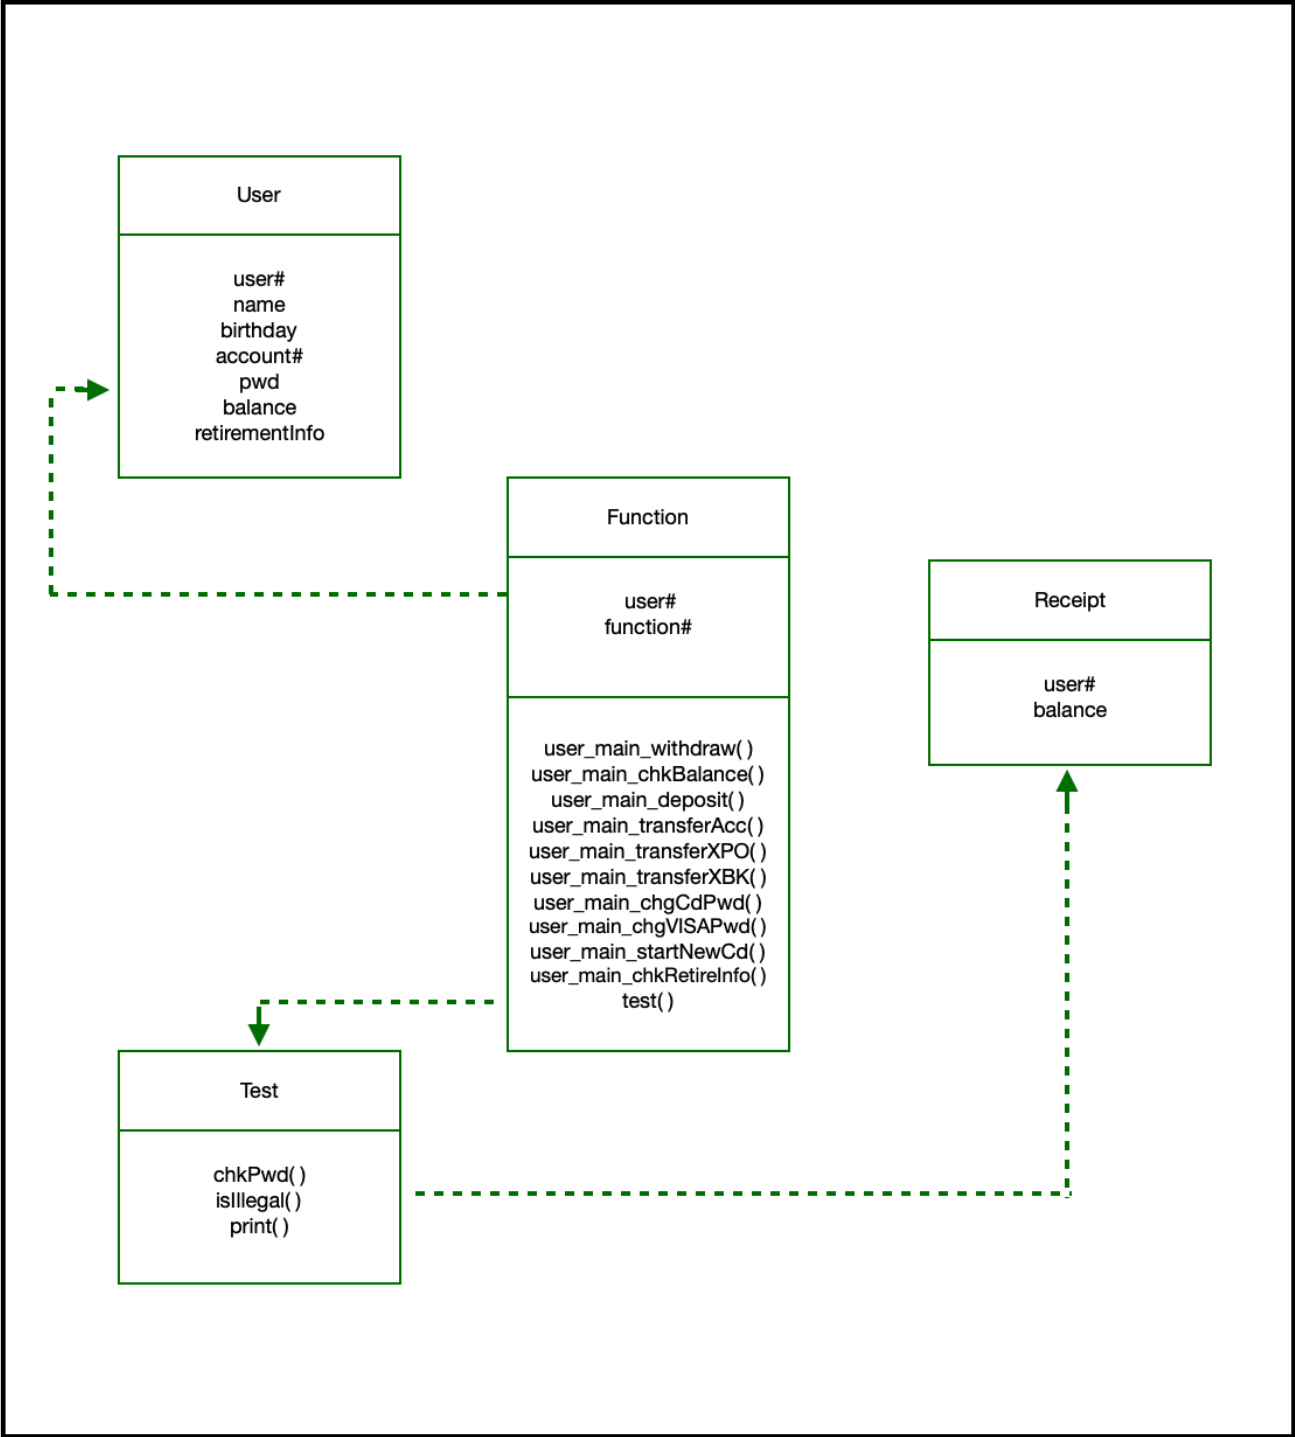 User
user#
name
birthday
account#
pwd
balance
retirementInfo
Function
user#
function#
user_main_withdraw( )
user_main_chkBalance( )
user_main_deposit( )
user_main_transferAcc( )
user_main_transferXPO( )
user_main_transferXBK( )
user_main_chgCdPwd( )
user_main_chgVISAPwd( )
user_main_startNewCd( )
user_main_chkRetireInfo( )
test( )
Receipt
user#
balance
Test
chkPwd( )
isIllegal( )
print( )